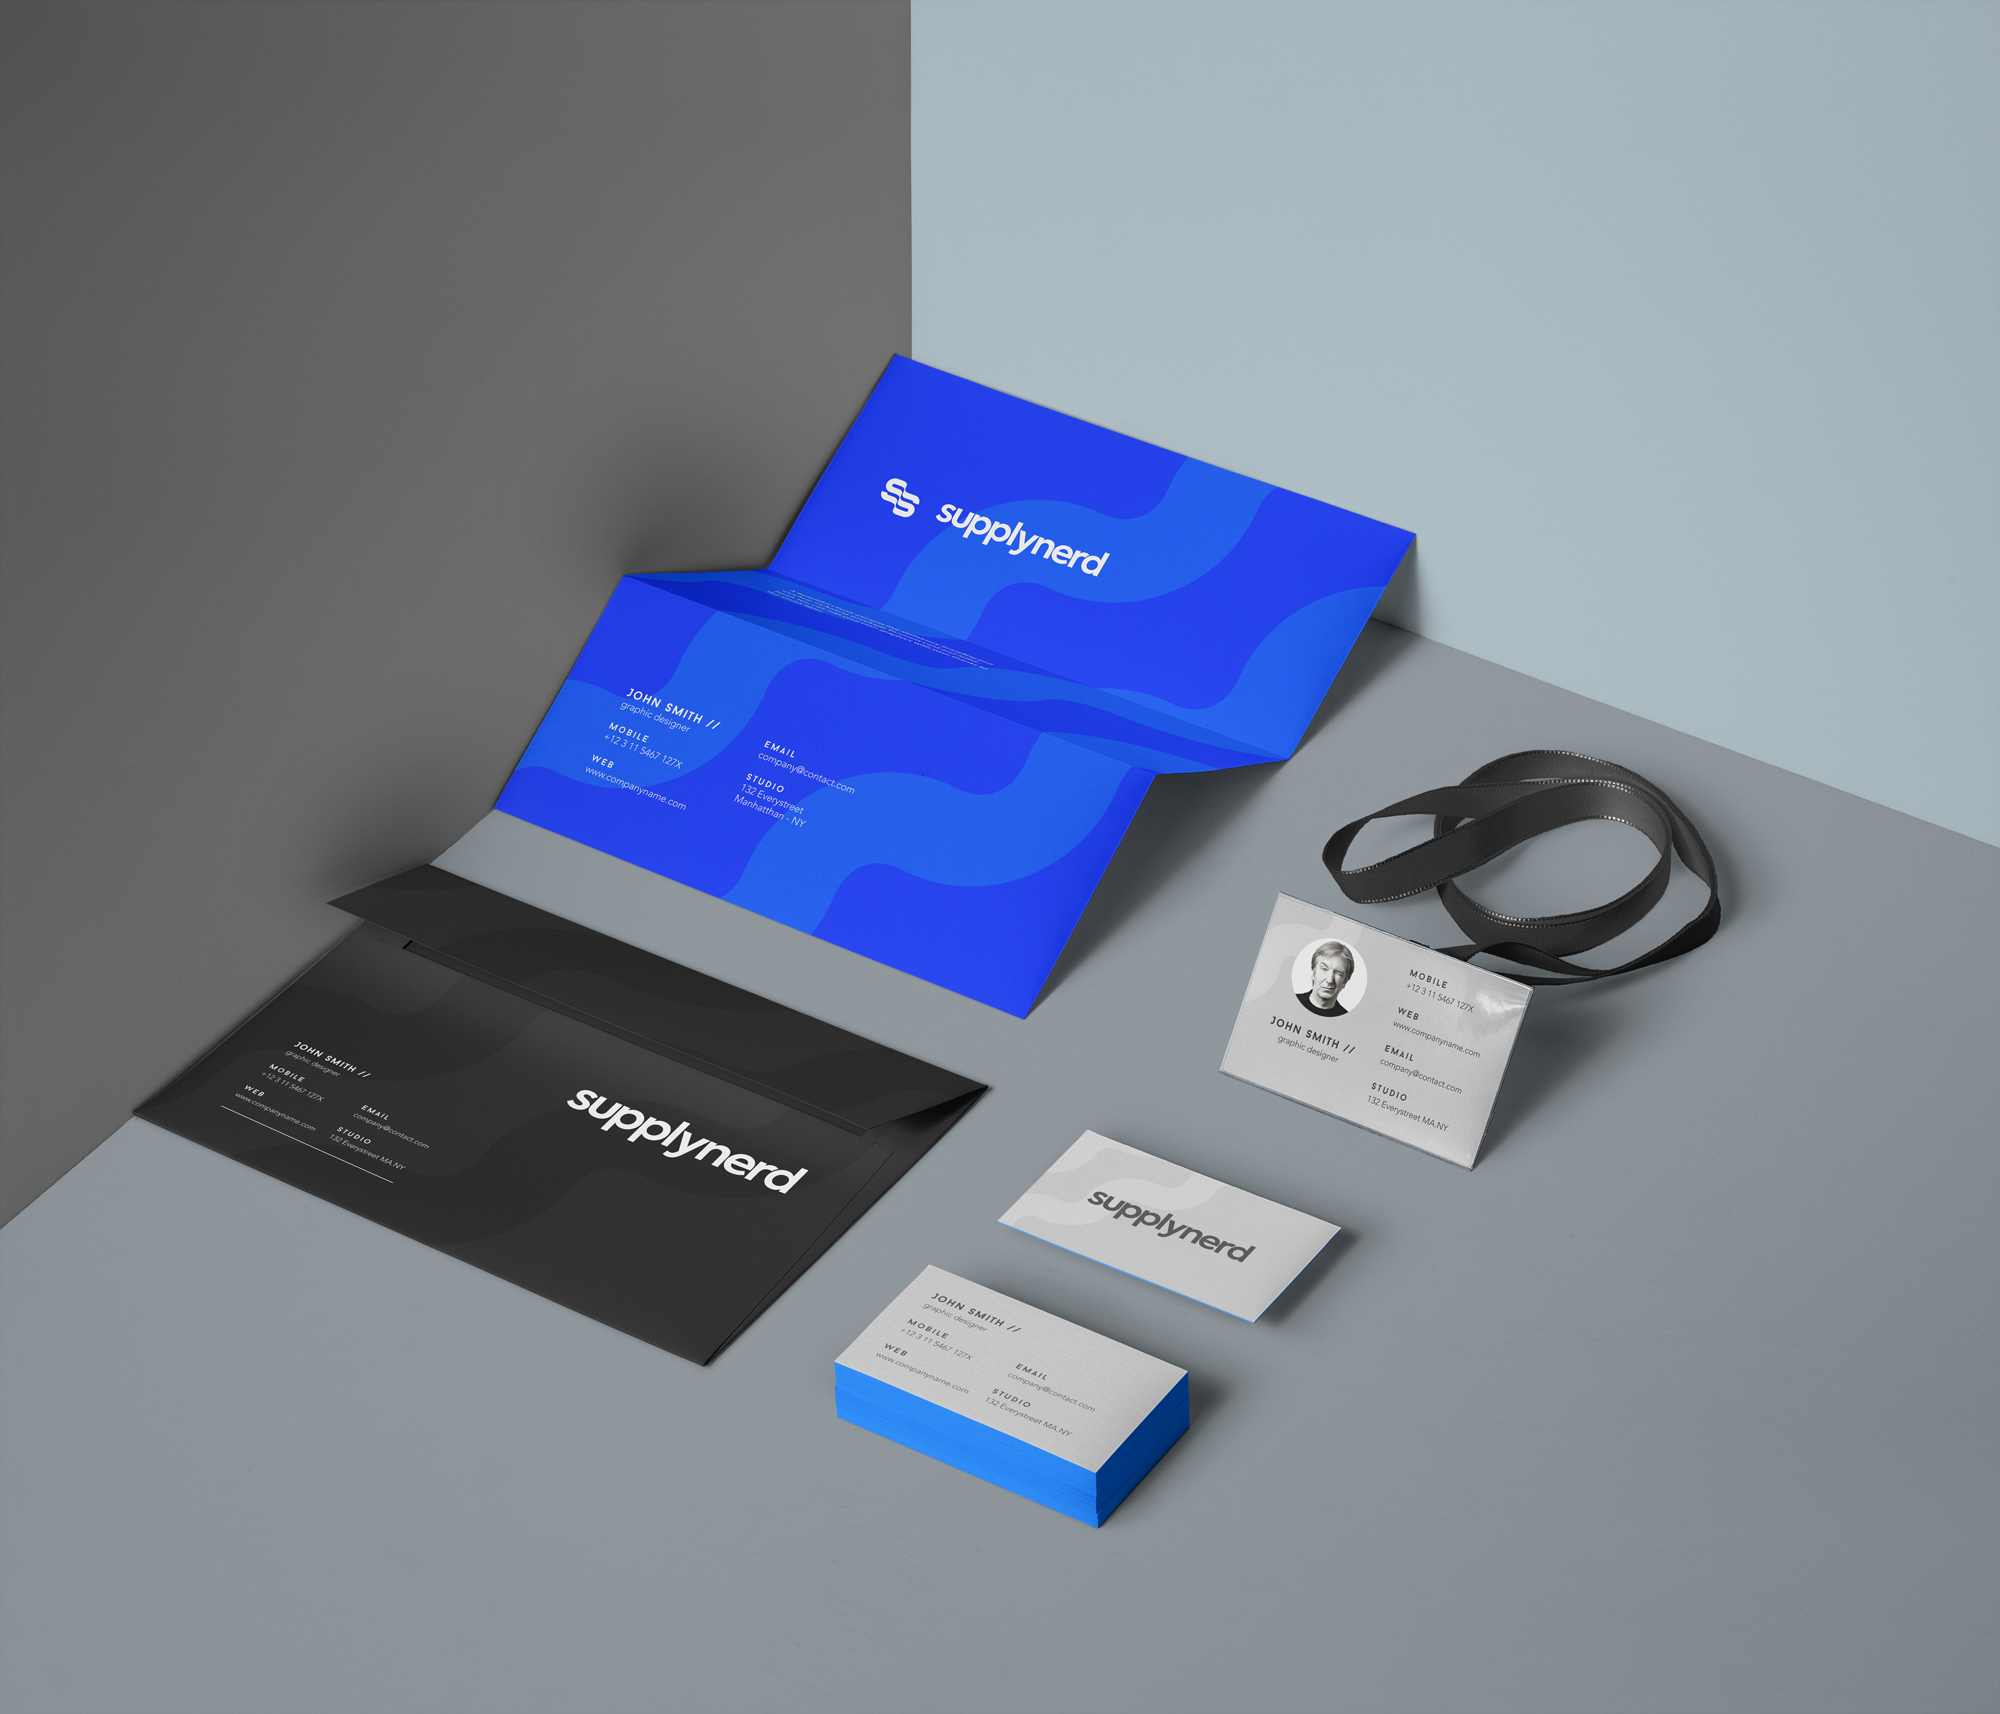 supplynerd
JOHN SMITH //
graphic designer
MOBILE
+12 3 11 5467 127X
WEB
www.companyname.com
EMAIL
company@contact.com
STUDIO
132 Everystreet
Manhatthan - NY
JOHN SMITH //
graphic designer
MOBILE
+12 3 11 5467 127X
WEB
www.companyname.com
EMAIL
company@contact.com
STUDIO
132 Everystreet MA.NY
supplynerd
JOHN SMITH //
graphic designer
MOBILE
+12 3 11 5467 127X
WEB
www.companyname.com
EMAIL
company@contact.com
STUDIO
132 Everystreet MA.NY
supplynerd
JOHN SMITH //
graphic designer
MOBILE
+12 3 11 5467 127X
WEB
www.companyname.com
EMAIL
company@contact.com
STUDIO
132 Everystreet MA.NY